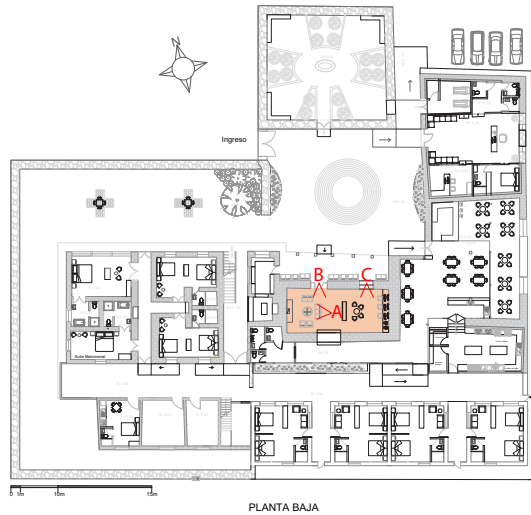 N
Ingreso
B
C
A
Suite Matrimonial
0 1m 10m 15m
PLANTA BAJA